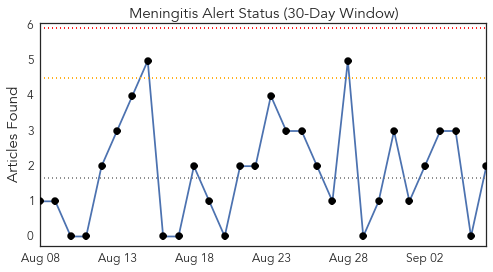 Meningitis Alert Status (30-Day Window)
Articles Found
6
5
4
3
2
1
0
Aug 08 Aug 13 Aug 18 Aug 23 Aug 28 Sep 02